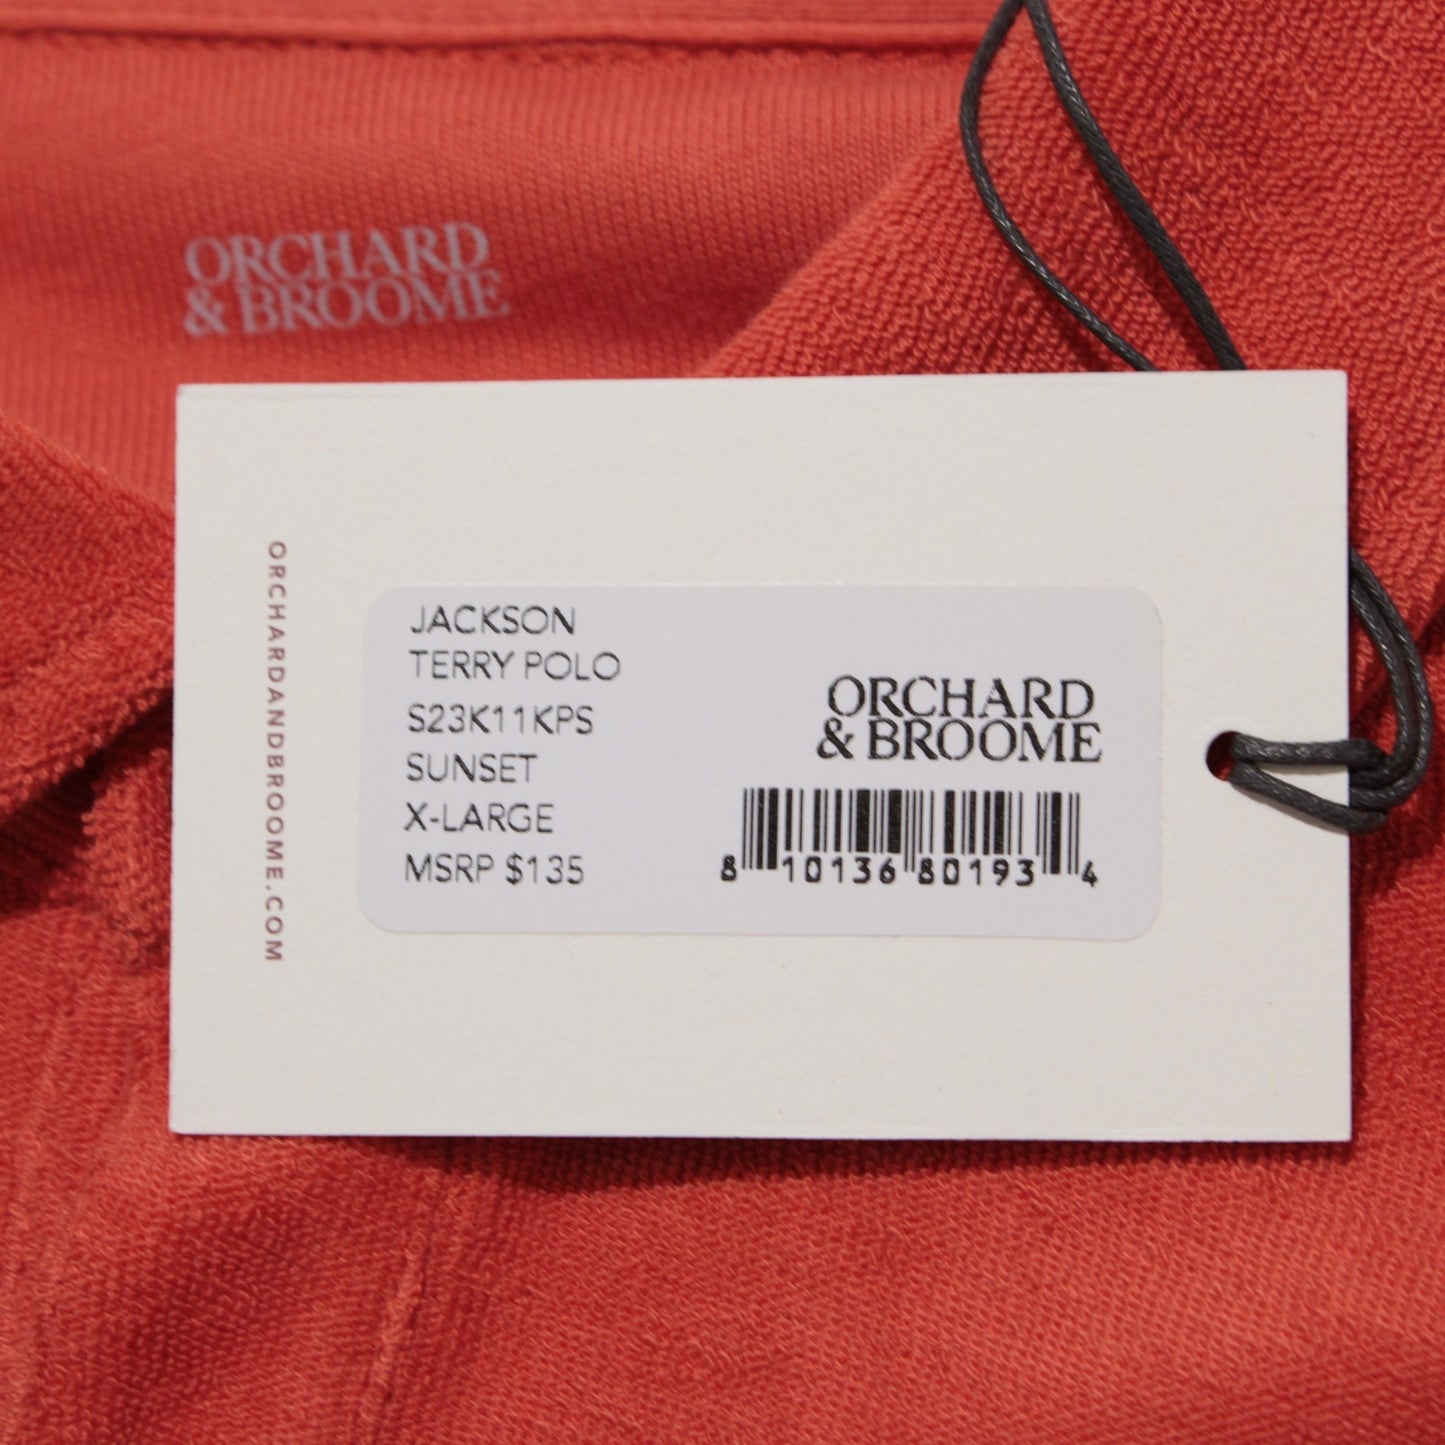 ORCHARD
& BROOME
ORCHARDANDBROOME.COM
JACKSON
TERRY POLO
S23K11KPS
SUNSET
X-LARGE
MSRP $135
ORCHARD
& BROOME
8 10136 80193 4